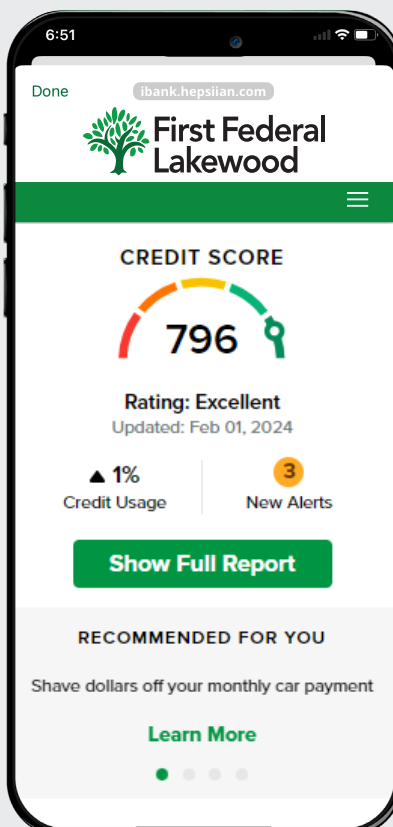 6:51
Done
ibank.hepsiian.com
First Federal
Lakewood
CREDIT SCORE
796
Rating: Excellent
Updated: Feb 01, 2024
▲ 1%
Credit Usage
3
New Alerts
Show Full Report
RECOMMENDED FOR YOU
Shave dollars off your monthly car payment
Learn More